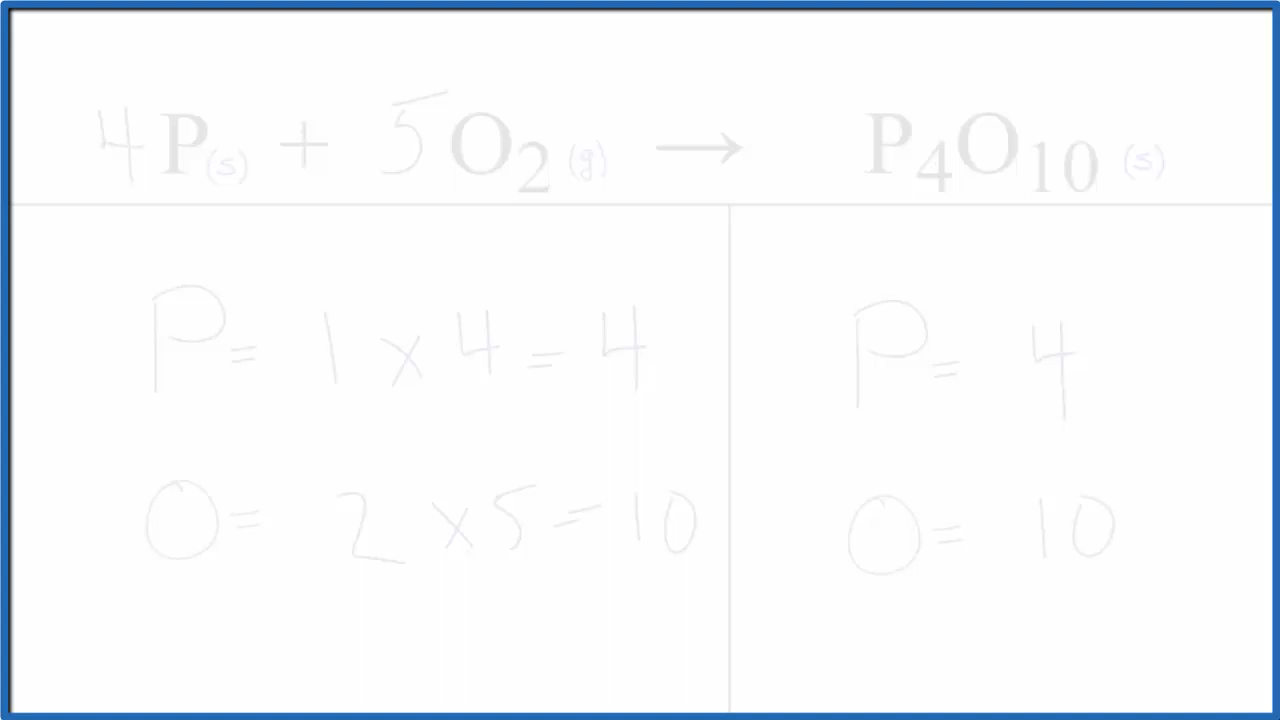 4P(s) + 5O₂(g) → P₄O₁₀(s)
P= 1 x 4 = 4
O= 2 x 5 = 10
P= 4
O= 10